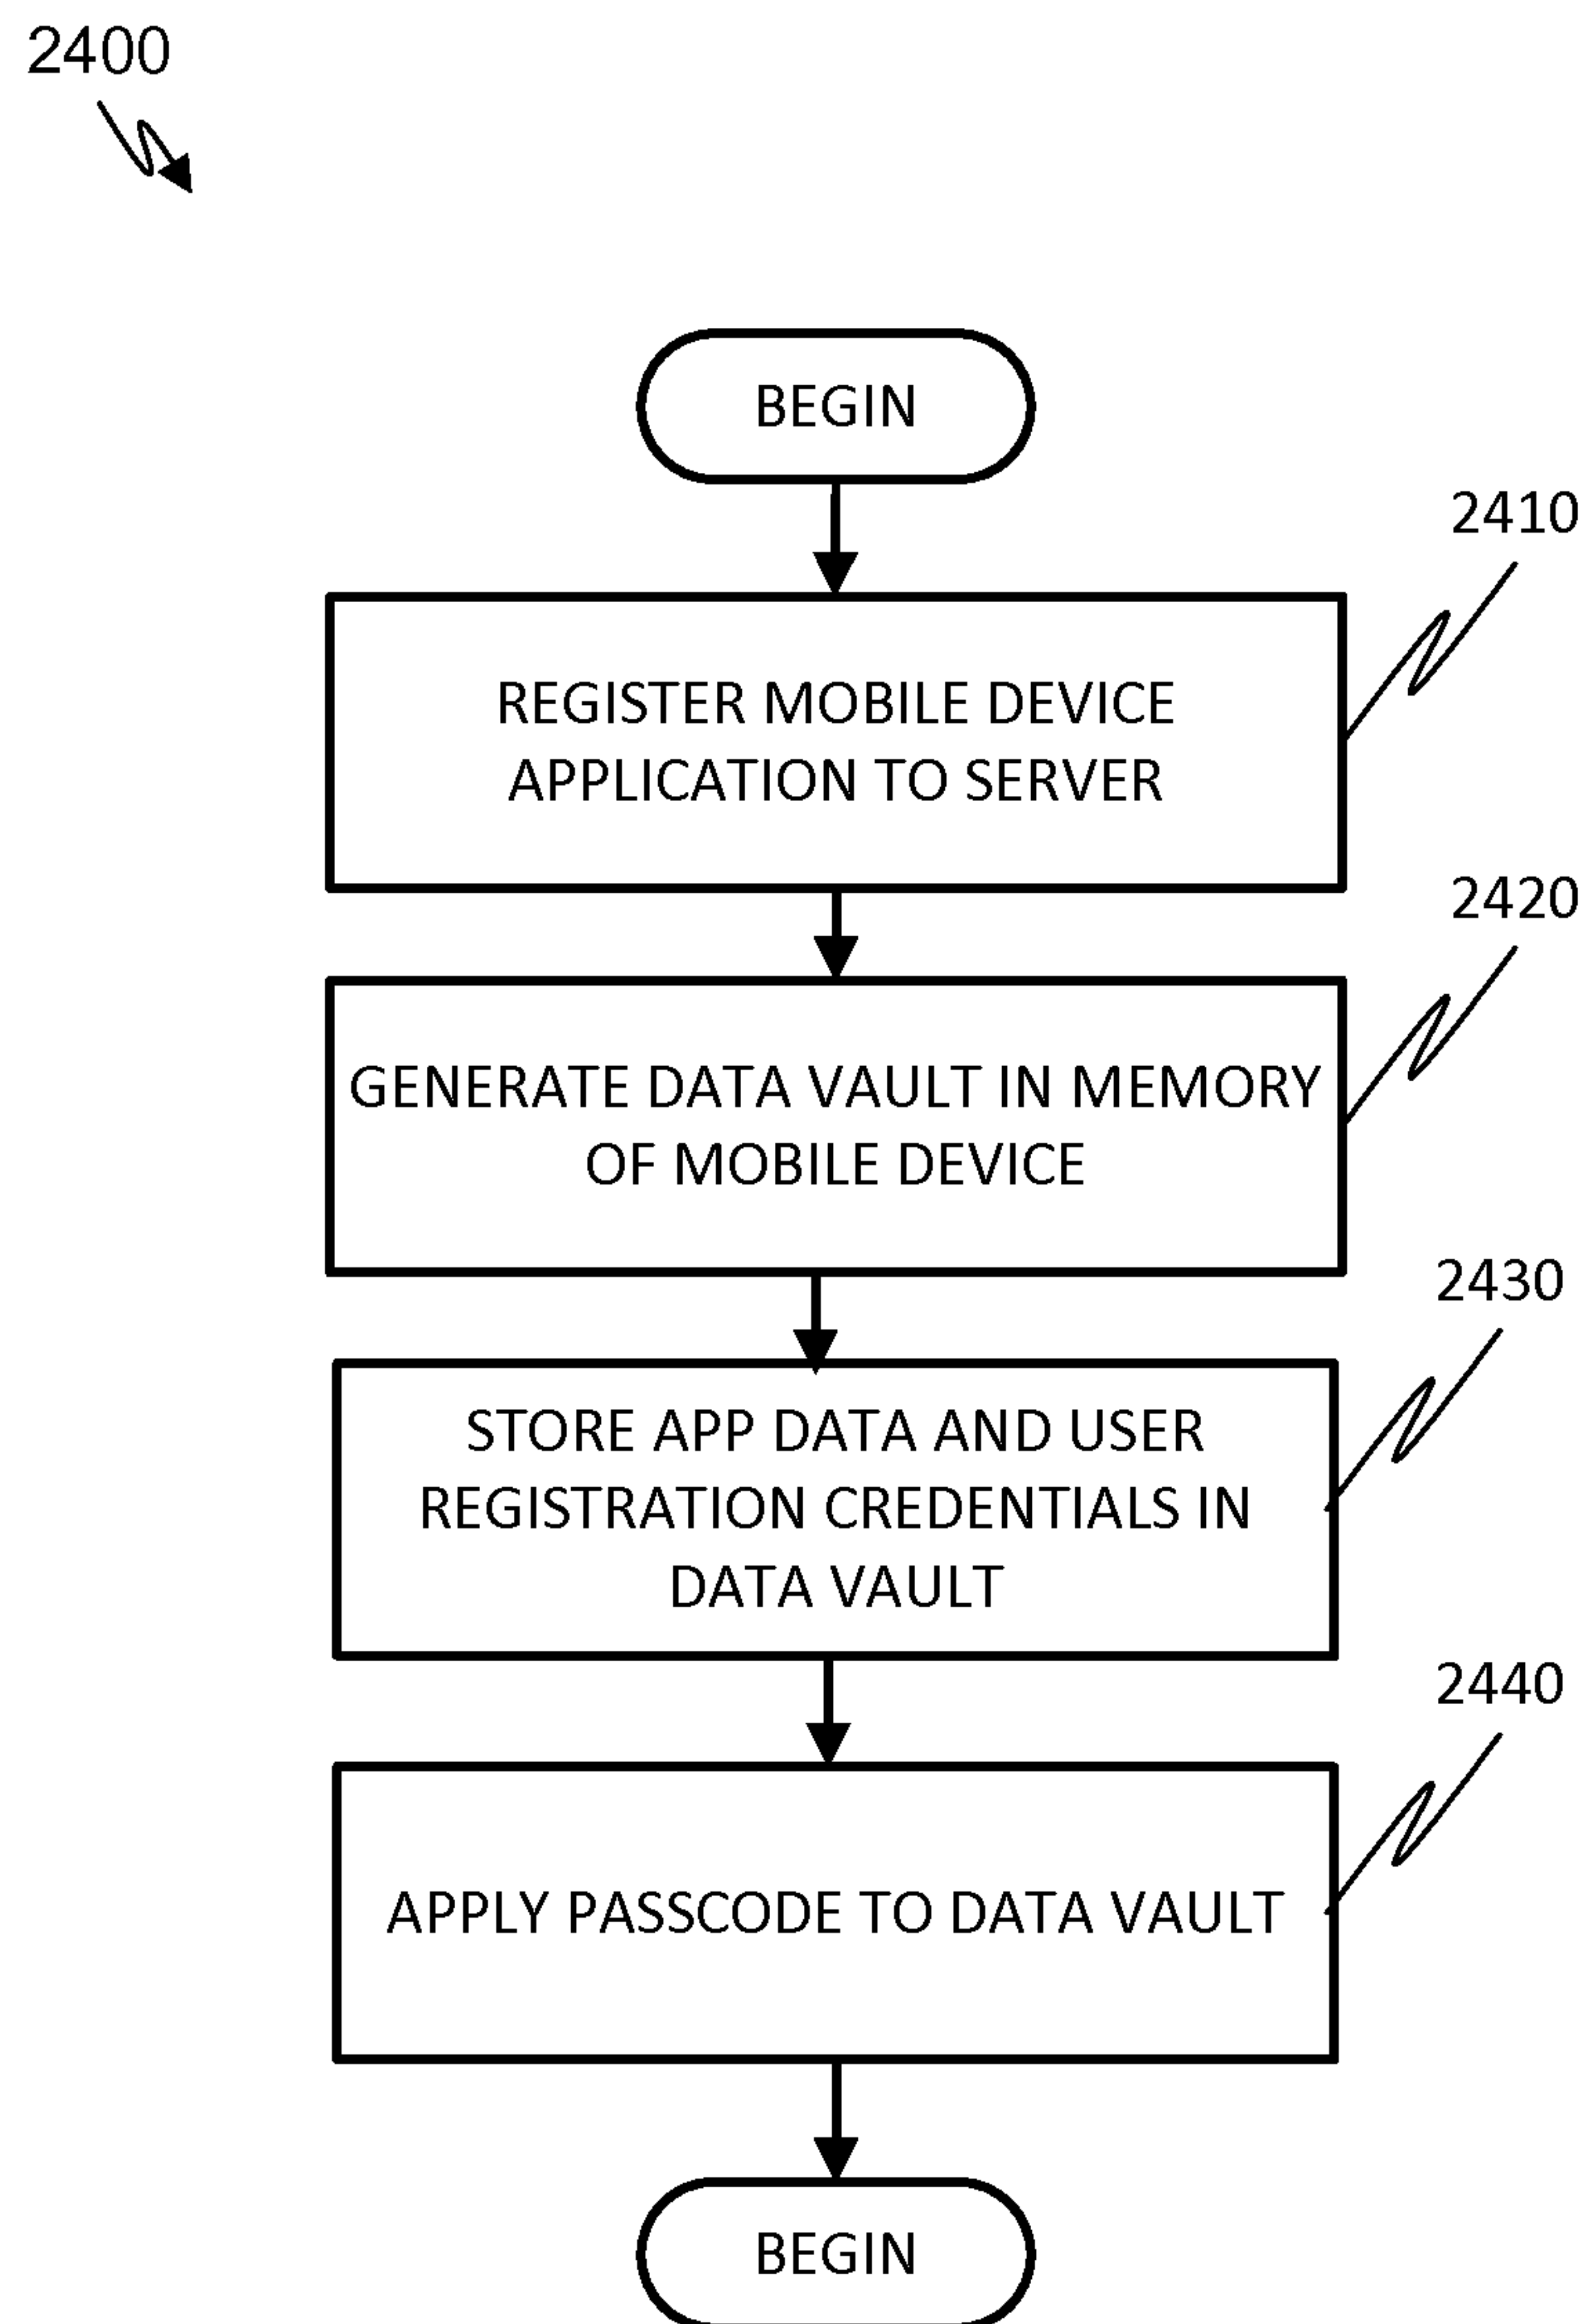 2400
BEGIN
2410
REGISTER MOBILE DEVICE
APPLICATION TO SERVER
2420
GENERATE DATA VAULT IN MEMORY
OF MOBILE DEVICE
2430
STORE APP DATA AND USER
REGISTRATION CREDENTIALS IN
DATA VAULT
2440
APPLY PASSCODE TO DATA VAULT
BEGIN